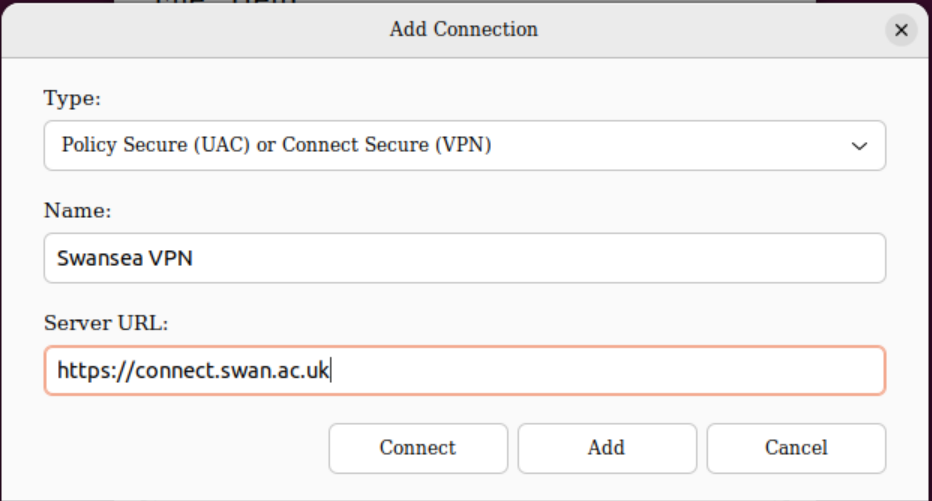 Add Connection
Type:
Policy Secure (UAC) or Connect Secure (VPN)
Name:
Swansea VPN
Server URL:
https://connect.swan.ac.uk
Connect Add Cancel